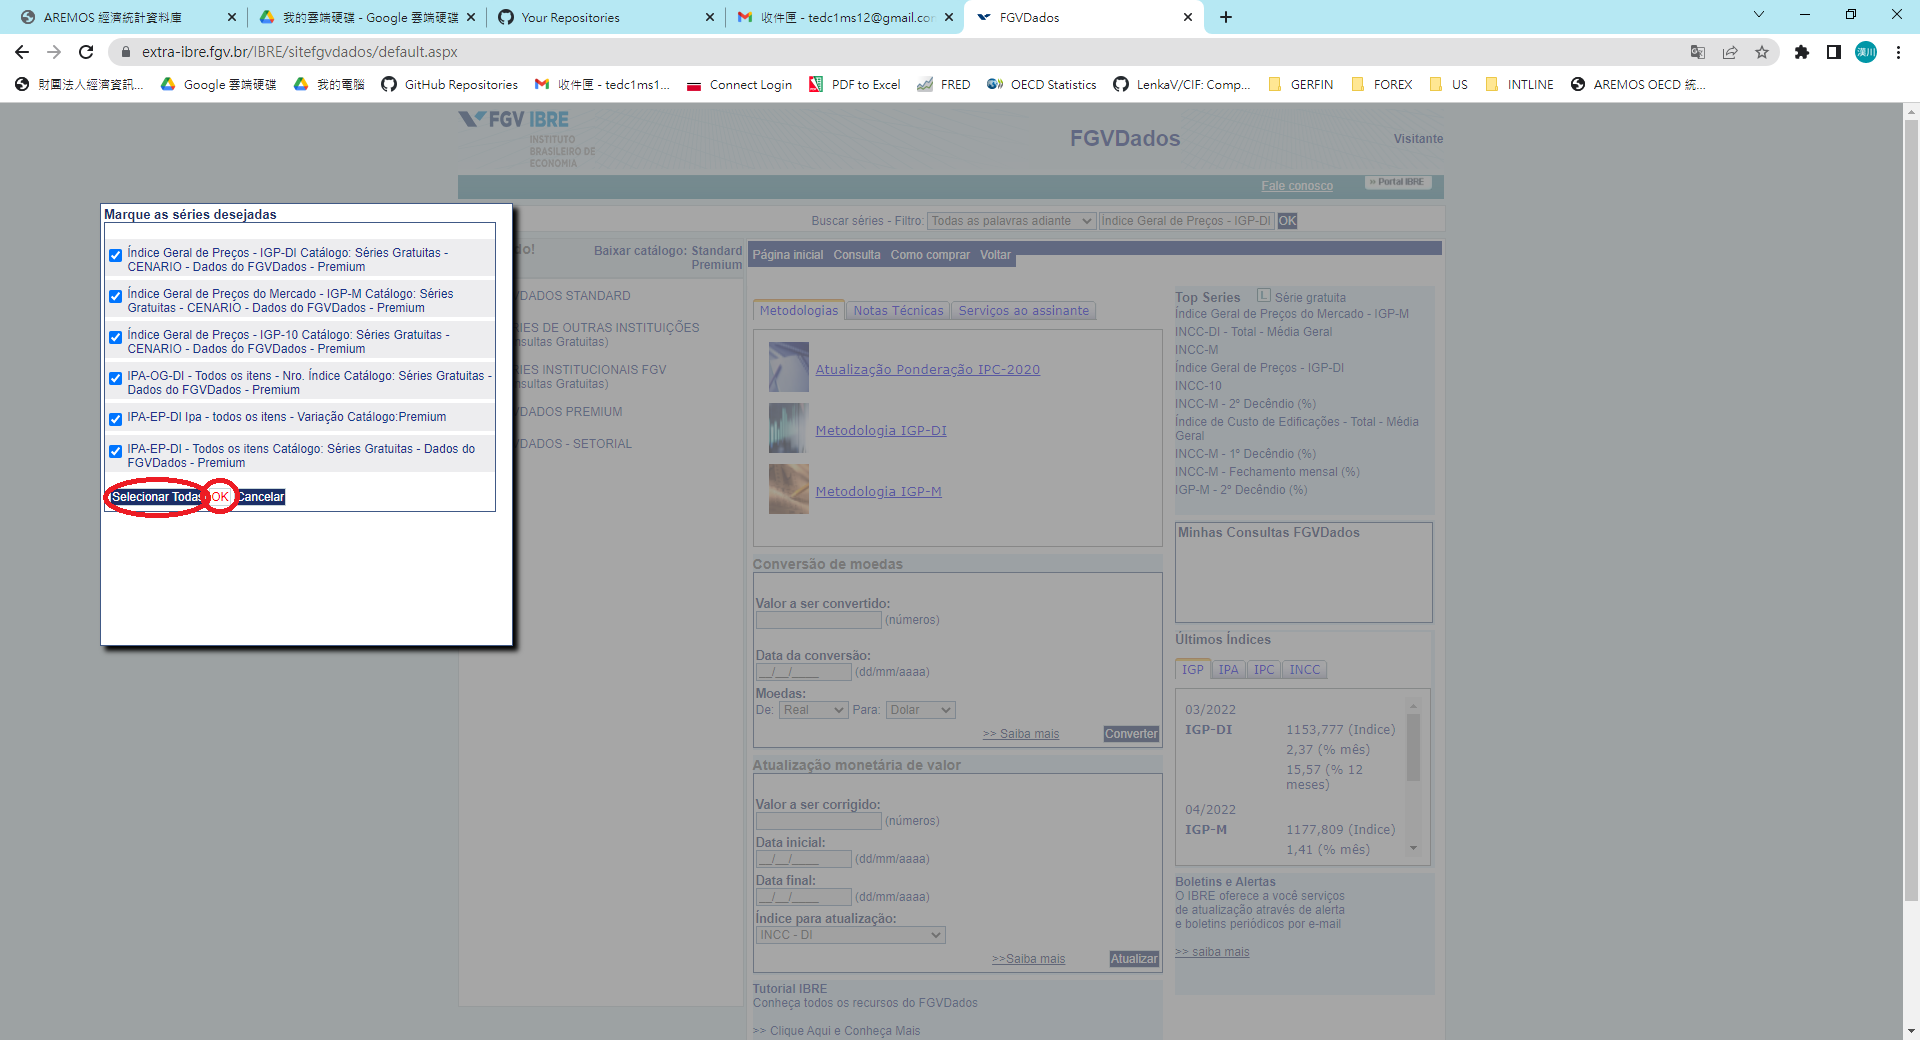 AREMOS 經濟統計資料庫
我的雲端硬碟 - Google 雲端硬碟
Your Repositories
收件匣 - tedc1ms12@gmail.co
FGVDados
extra-ibre.fgv.br/IBRE/sitefgvdados/default.aspx
漢川
財團法人經濟資訊...
Google 雲端硬碟
我的電腦
GitHub Repositories
收件匣 - tedc1ms1...
Connect Login
PDF to Excel
FRED
OECD Statistics
LenkaV/CIF: Comp...
GERFIN
FOREX
US
INTLINE
AREMOS OECD 統...
FGV IBRE
INSTITUTO
BRASILEIRO DE
ECONOMIA
FGVDados
Visitante
Fale conosco
» Portal IBRE
Buscar séries - Filtro:
Todas as palavras adiante
Índice Geral de Preços - IGP-DI
OK
Marque as séries desejadas
Índice Geral de Preços - IGP-DI Catálogo: Séries Gratuitas -
CENARIO - Dados do FGVDados - Premium
Índice Geral de Preços do Mercado - IGP-M Catálogo: Séries
Gratuitas - CENARIO - Dados do FGVDados - Premium
Índice Geral de Preços - IGP-10 Catálogo: Séries Gratuitas -
CENARIO - Dados do FGVDados - Premium
IPA-OG-DI - Todos os itens - Nro. Índice Catálogo: Séries Gratuitas -
Dados do FGVDados - Premium
IPA-EP-DI Ipa - todos os itens - Variação Catálogo:Premium
IPA-EP-DI - Todos os itens Catálogo: Séries Gratuitas - Dados do
FGVDados - Premium
Selecionar Todas
OK
Cancelar
do!
Baixar catálogo: Standard
Premium
VDADOS STANDARD
RIES DE OUTRAS INSTITUIÇÕES
nsultas Gratuitas)
RIES INSTITUCIONAIS FGV
nsultas Gratuitas)
VDADOS PREMIUM
VDADOS - SETORIAL
Página inicial
Consulta
Como comprar
Voltar
Metodologias
Notas Técnicas
Serviços ao assinante
Atualização Ponderação IPC-2020
Metodologia IGP-DI
Metodologia IGP-M
Conversão de moedas
Valor a ser convertido:
(números)
Data da conversão:
__/__/____ (dd/mm/aaaa)
Moedas:
De: Real Para: Dolar
>> Saiba mais
Converter
Atualização monetária de valor
Valor a ser corrigido:
(números)
Data inicial:
__/__/____ (dd/mm/aaaa)
Data final:
__/__/____ (dd/mm/aaaa)
Índice para atualização:
INCC - DI
>>Saiba mais
Atualizar
Tutorial IBRE
Conheça todos os recursos do FGVDados
>> Clique Aqui e Conheça Mais
Top Series
L Série gratuita
Índice Geral de Preços do Mercado - IGP-M
INCC-DI - Total - Média Geral
INCC-M
Índice Geral de Preços - IGP-DI
INCC-10
INCC-M - 2º Decêndio (%)
Índice de Custo de Edificações - Total - Média
Geral
INCC-M - 1º Decêndio (%)
INCC-M - Fechamento mensal (%)
IGP-M - 2º Decêndio (%)
Minhas Consultas FGVDados
Últimos Índices
IGP
IPA
IPC
INCC
03/2022
IGP-DI
1153,777 (Indice)
2,37 (% mês)
15,57 (% 12
meses)
04/2022
IGP-M
1177,809 (Indice)
1,41 (% mês)
Boletins e Alertas
O IBRE oferece a você serviços
de atualização através de alerta
e boletins periódicos por e-mail
>> saiba mais